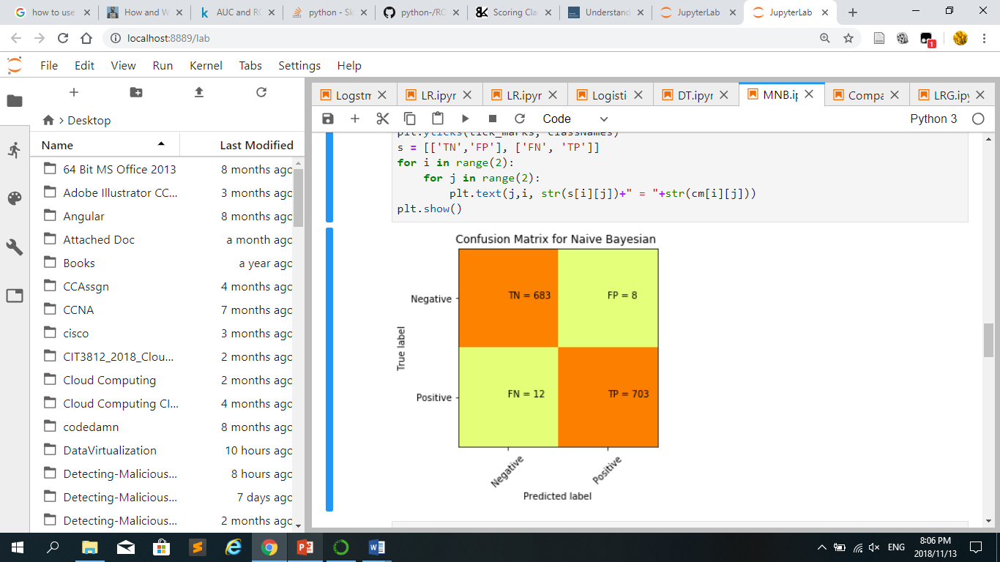 how to use
How and W
AUC and RO
python - Sk
python-/RO
Scoring Cla
Understand
JupyterLab
JupyterLab
localhost:8889/lab
1
File Edit View Run Kernel Tabs Settings Help
Desktop
Name Last Modified
64 Bit MS Office 2013 8 months ago
Adobe Illustrator CC... 3 months ago
Angular 8 months ago
Attached Doc a month ago
Books a year ago
CCAssgn 4 months ago
CCNA 7 months ago
cisco 3 months ago
CIT3812_2018_Clou... 2 months ago
Cloud Computing 2 months ago
Cloud Computing Cl... 4 months ago
codedamn 8 months ago
DataVirtualization 10 hours ago
Detecting-Malicious... 8 hours ago
Detecting-Malicious... 7 days ago
Detecting-Malicious... 2 months ago
Logstm LR.ipyr LR.ipyr Logisti DT.ipyr MNB.ip Compa LRG.ipy
Code Python 3
plt.yticks(tick_marks, classNames)
s = [['TN','FP'], ['FN', 'TP']]
for i in range(2):
    for j in range(2):
        plt.text(j,i, str(s[i][j])+" = "+str(cm[i][j]))
plt.show()
Confusion Matrix for Naive Bayesian
Negative
TN = 683
FP = 8
True label
Positive
FN = 12
TP = 703
Negative
Positive
Predicted label
ENG
8:06 PM
2018/11/13